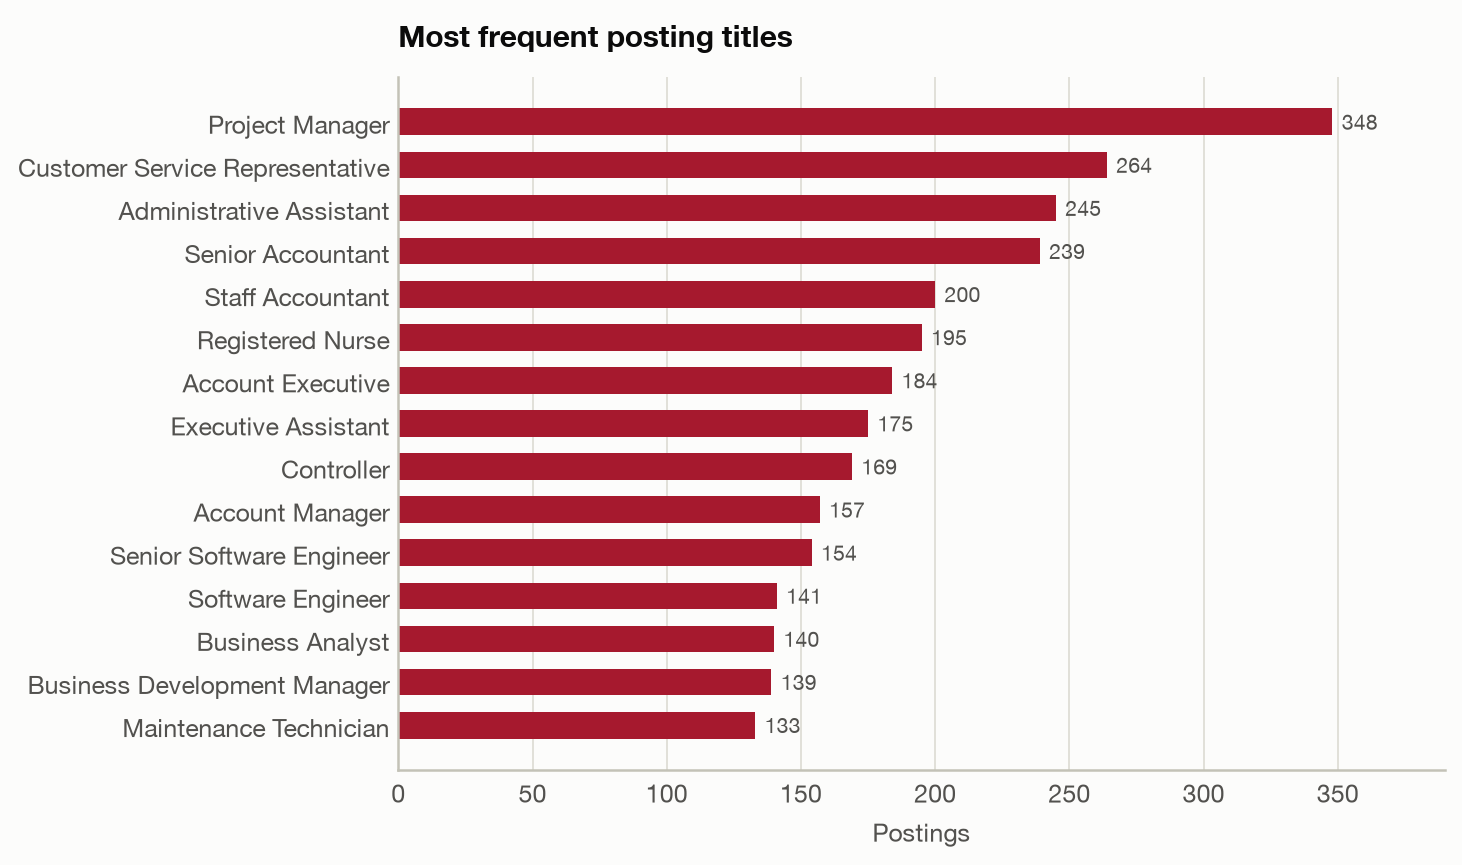 Most frequent posting titles
Project Manager 348
Customer Service Representative 264
Administrative Assistant 245
Senior Accountant 239
Staff Accountant 200
Registered Nurse 195
Account Executive 184
Executive Assistant 175
Controller 169
Account Manager 157
Senior Software Engineer 154
Software Engineer 141
Business Analyst 140
Business Development Manager 139
Maintenance Technician 133
0 50 100 150 200 250 300 350
Postings